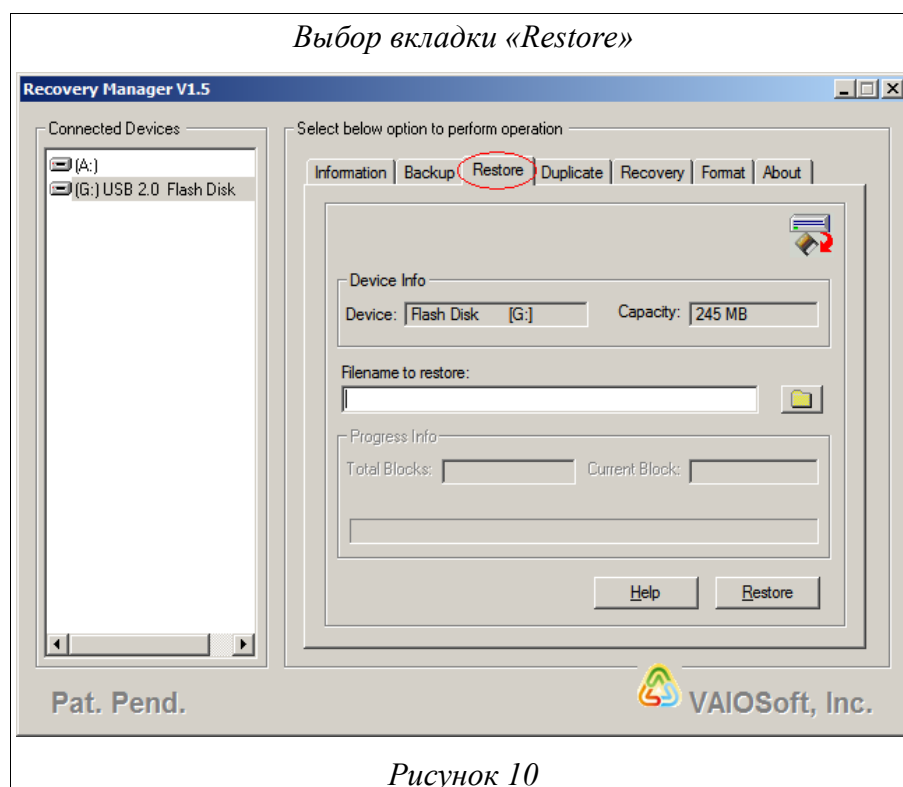 Выбор вкладки «Restore»
Recovery Manager V1.5
Connected Devices
(A:)
(G:) USB 2.0 Flash Disk
Select below option to perform operation
Information Backup Restore Duplicate Recovery Format About
Device Info
Device: Flash Disk [G:] Capacity: 245 MB
Filename to restore:
Progress Info
Total Blocks: Current Block:
Help Restore
Pat. Pend.
VAIOSoft, Inc.
Рисунок 10